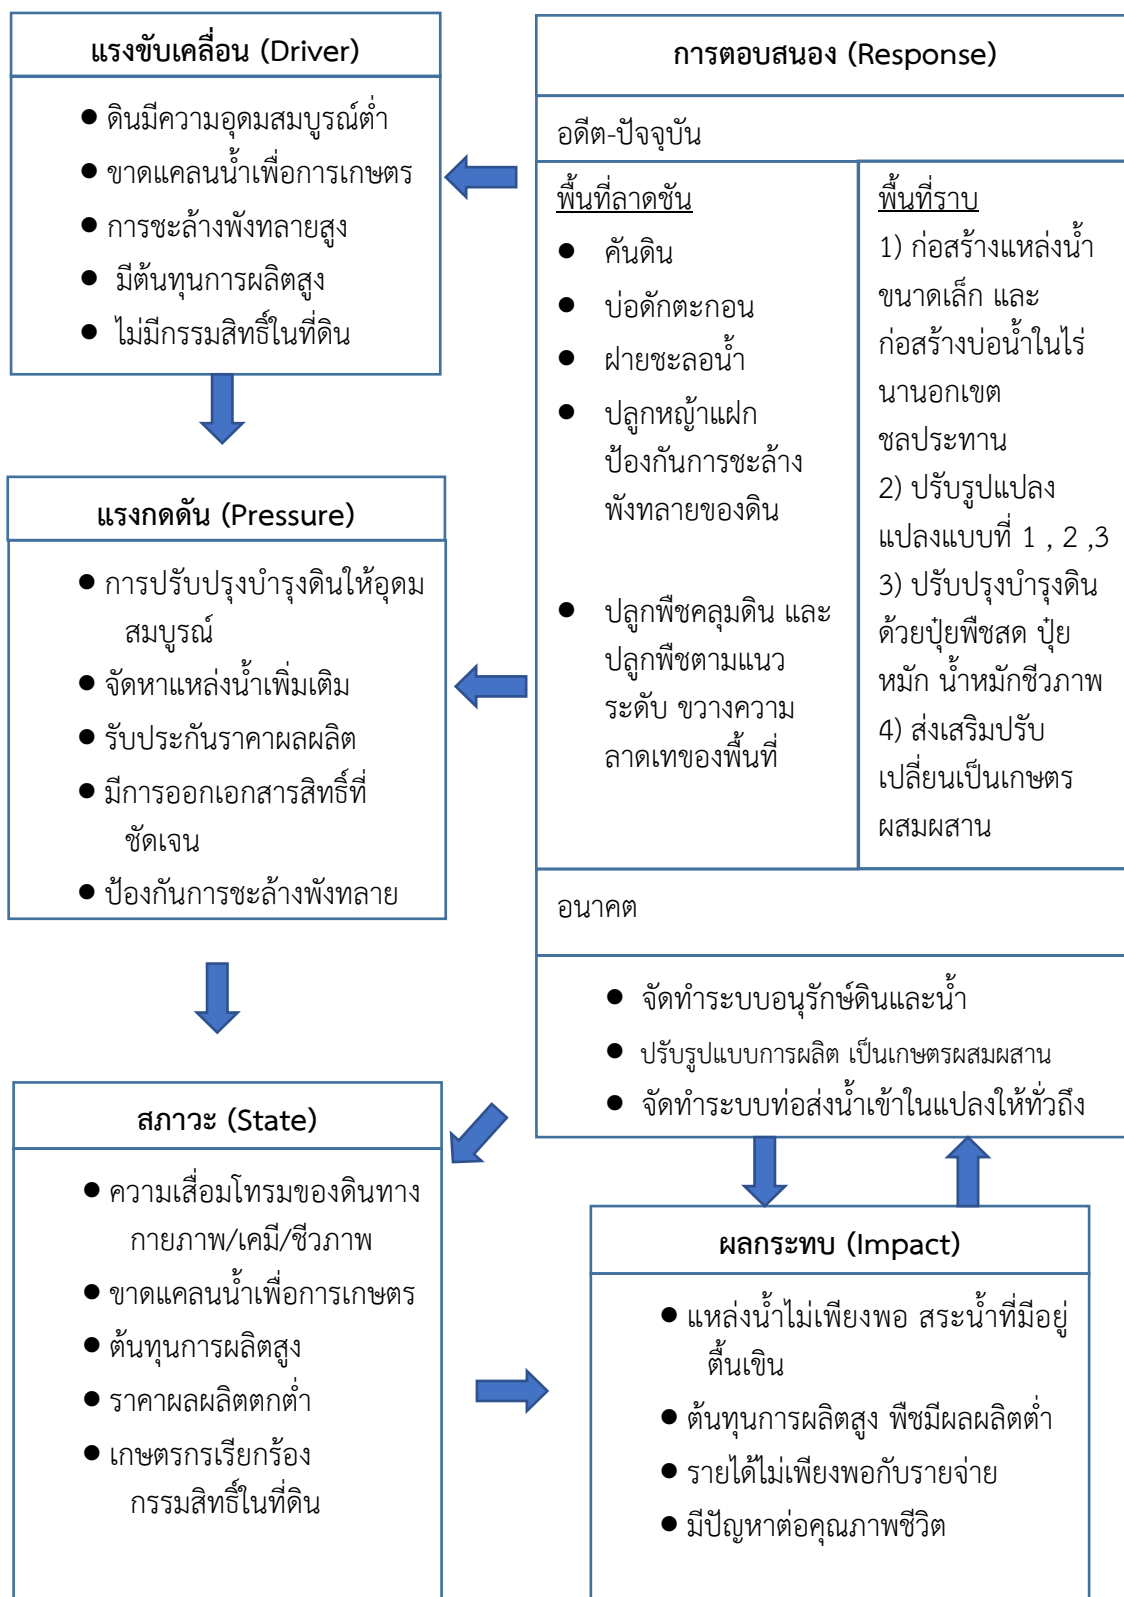 แรงขับเคลื่อน (Driver)
● ดินมีความอุดมสมบูรณ์ต่ำ
● ขาดแคลนน้ำเพื่อการเกษตร
● การชะล้างพังทลายสูง
● มีต้นทุนการผลิตสูง
● ไม่มีกรรมสิทธิ์ในที่ดิน
แรงกดดัน (Pressure)
● การปรับปรุงบำรุงดินให้อุดม
สมบูรณ์
● จัดหาแหล่งน้ำเพิ่มเติม
● รับประกันราคาผลผลิต
● มีการออกเอกสารสิทธิ์ที่
ชัดเจน
● ป้องกันการชะล้างพังทลาย
สภาวะ (State)
● ความเสื่อมโทรมของดินทาง
กายภาพ/เคมี/ชีวภาพ
● ขาดแคลนน้ำเพื่อการเกษตร
● ต้นทุนการผลิตสูง
● ราคาผลผลิตตกต่ำ
● เกษตรกรเรียกร้อง
กรรมสิทธิ์ในที่ดิน
การตอบสนอง (Response)
อดีต-ปัจจุบัน
พื้นที่ลาดชัน
● คันดิน
● บ่อดักตะกอน
● ฝายชะลอน้ำ
● ปลูกหญ้าแฝก
ป้องกันการชะล้าง
พังทลายของดิน
● ปลูกพืชคลุมดิน และ
ปลูกพืชตามแนว
ระดับ ขวางความ
ลาดเทของพื้นที่
พื้นที่ราบ
1) ก่อสร้างแหล่งน้ำ
ขนาดเล็ก และ
ก่อสร้างบ่อน้ำในไร่
นานอกเขต
ชลประทาน
2) ปรับรูปแปลง
แปลงแบบที่ 1 , 2 ,3
3) ปรับปรุงบำรุงดิน
ด้วยปุ๋ยพืชสด ปุ๋ย
หมัก น้ำหมักชีวภาพ
4) ส่งเสริมปรับ
เปลี่ยนเป็นเกษตร
ผสมผสาน
อนาคต
● จัดทำระบบอนุรักษ์ดินและน้ำ
● ปรับรูปแบบการผลิต เป็นเกษตรผสมผสาน
● จัดทำระบบท่อส่งน้ำเข้าในแปลงให้ทั่วถึง
ผลกระทบ (Impact)
● แหล่งน้ำไม่เพียงพอ สระน้ำที่มีอยู่
ตื้นเขิน
● ต้นทุนการผลิตสูง พืชมีผลผลิตต่ำ
● รายได้ไม่เพียงพอกับรายจ่าย
● มีปัญหาต่อคุณภาพชีวิต